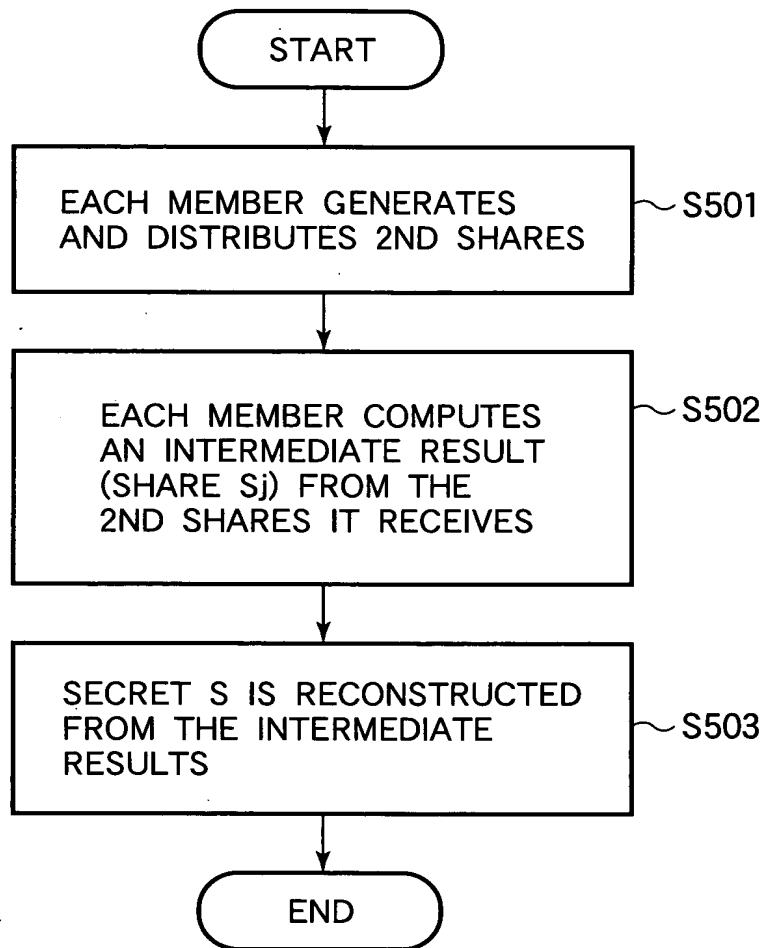 START
EACH MEMBER GENERATES
AND DISTRIBUTES 2ND SHARES
S501
EACH MEMBER COMPUTES
AN INTERMEDIATE RESULT
(SHARE Sj) FROM THE
2ND SHARES IT RECEIVES
S502
SECRET S IS RECONSTRUCTED
FROM THE INTERMEDIATE
RESULTS
S503
END